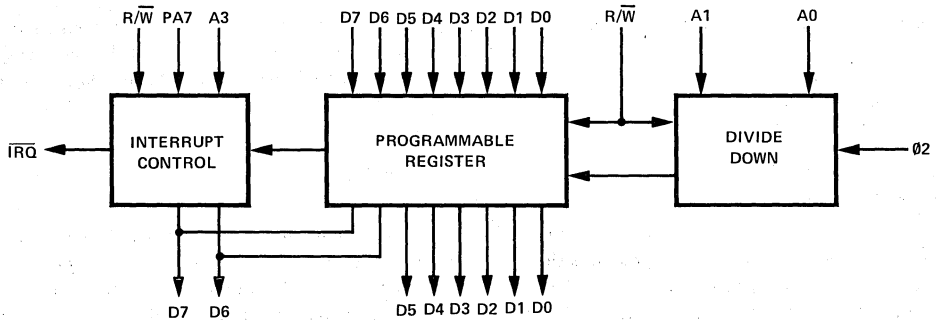 R/W̅ PA7 A3 D7 D6 D5 D4 D3 D2 D1 D0 R/W̅ A1 A0
INTERRUPT
CONTROL
PROGRAMMABLE
REGISTER
DIVIDE
DOWN
I̅R̅Q̅
Ø2
D7 D6 D5 D4 D3 D2 D1 D0